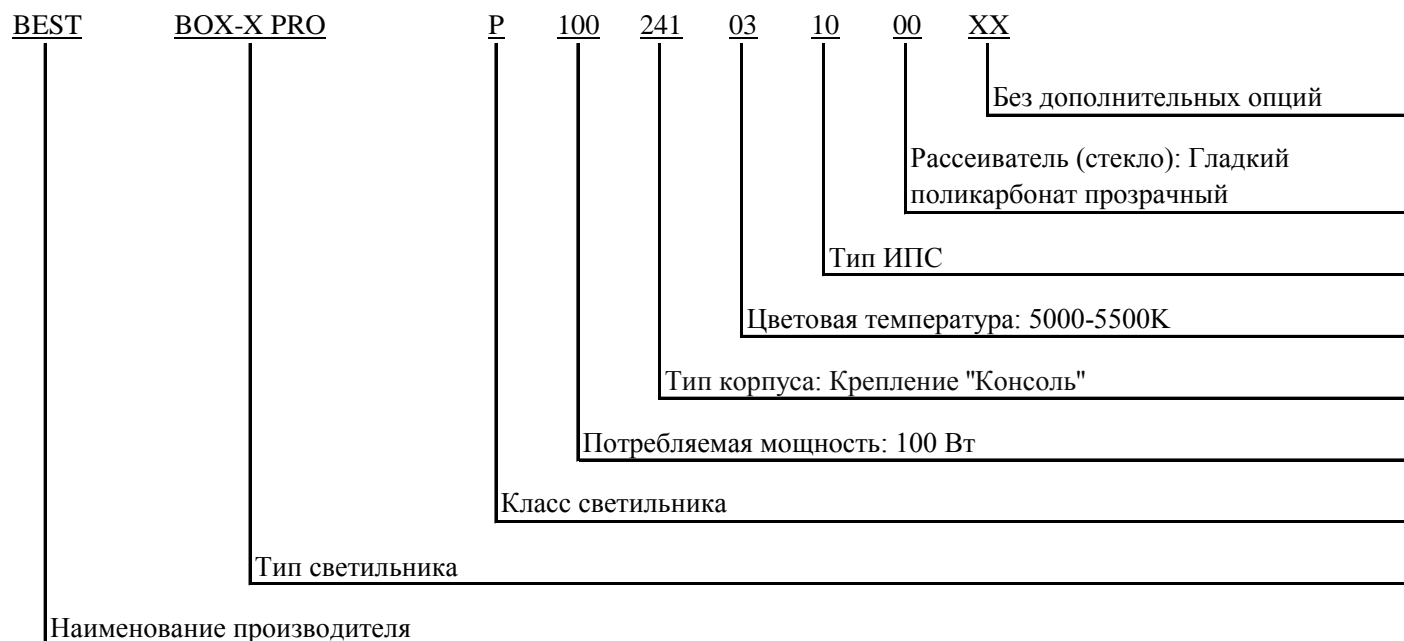 BEST BOX-X PRO P 100 241 03 10 00 XX
Без дополнительных опций
Рассеиватель (стекло): Гладкий
поликарбонат прозрачный
Тип ИПС
Цветовая температура: 5000-5500К
Тип корпуса: Крепление "Консоль"
Потребляемая мощность: 100 Вт
Класс светильника
Тип светильника
Наименование производителя